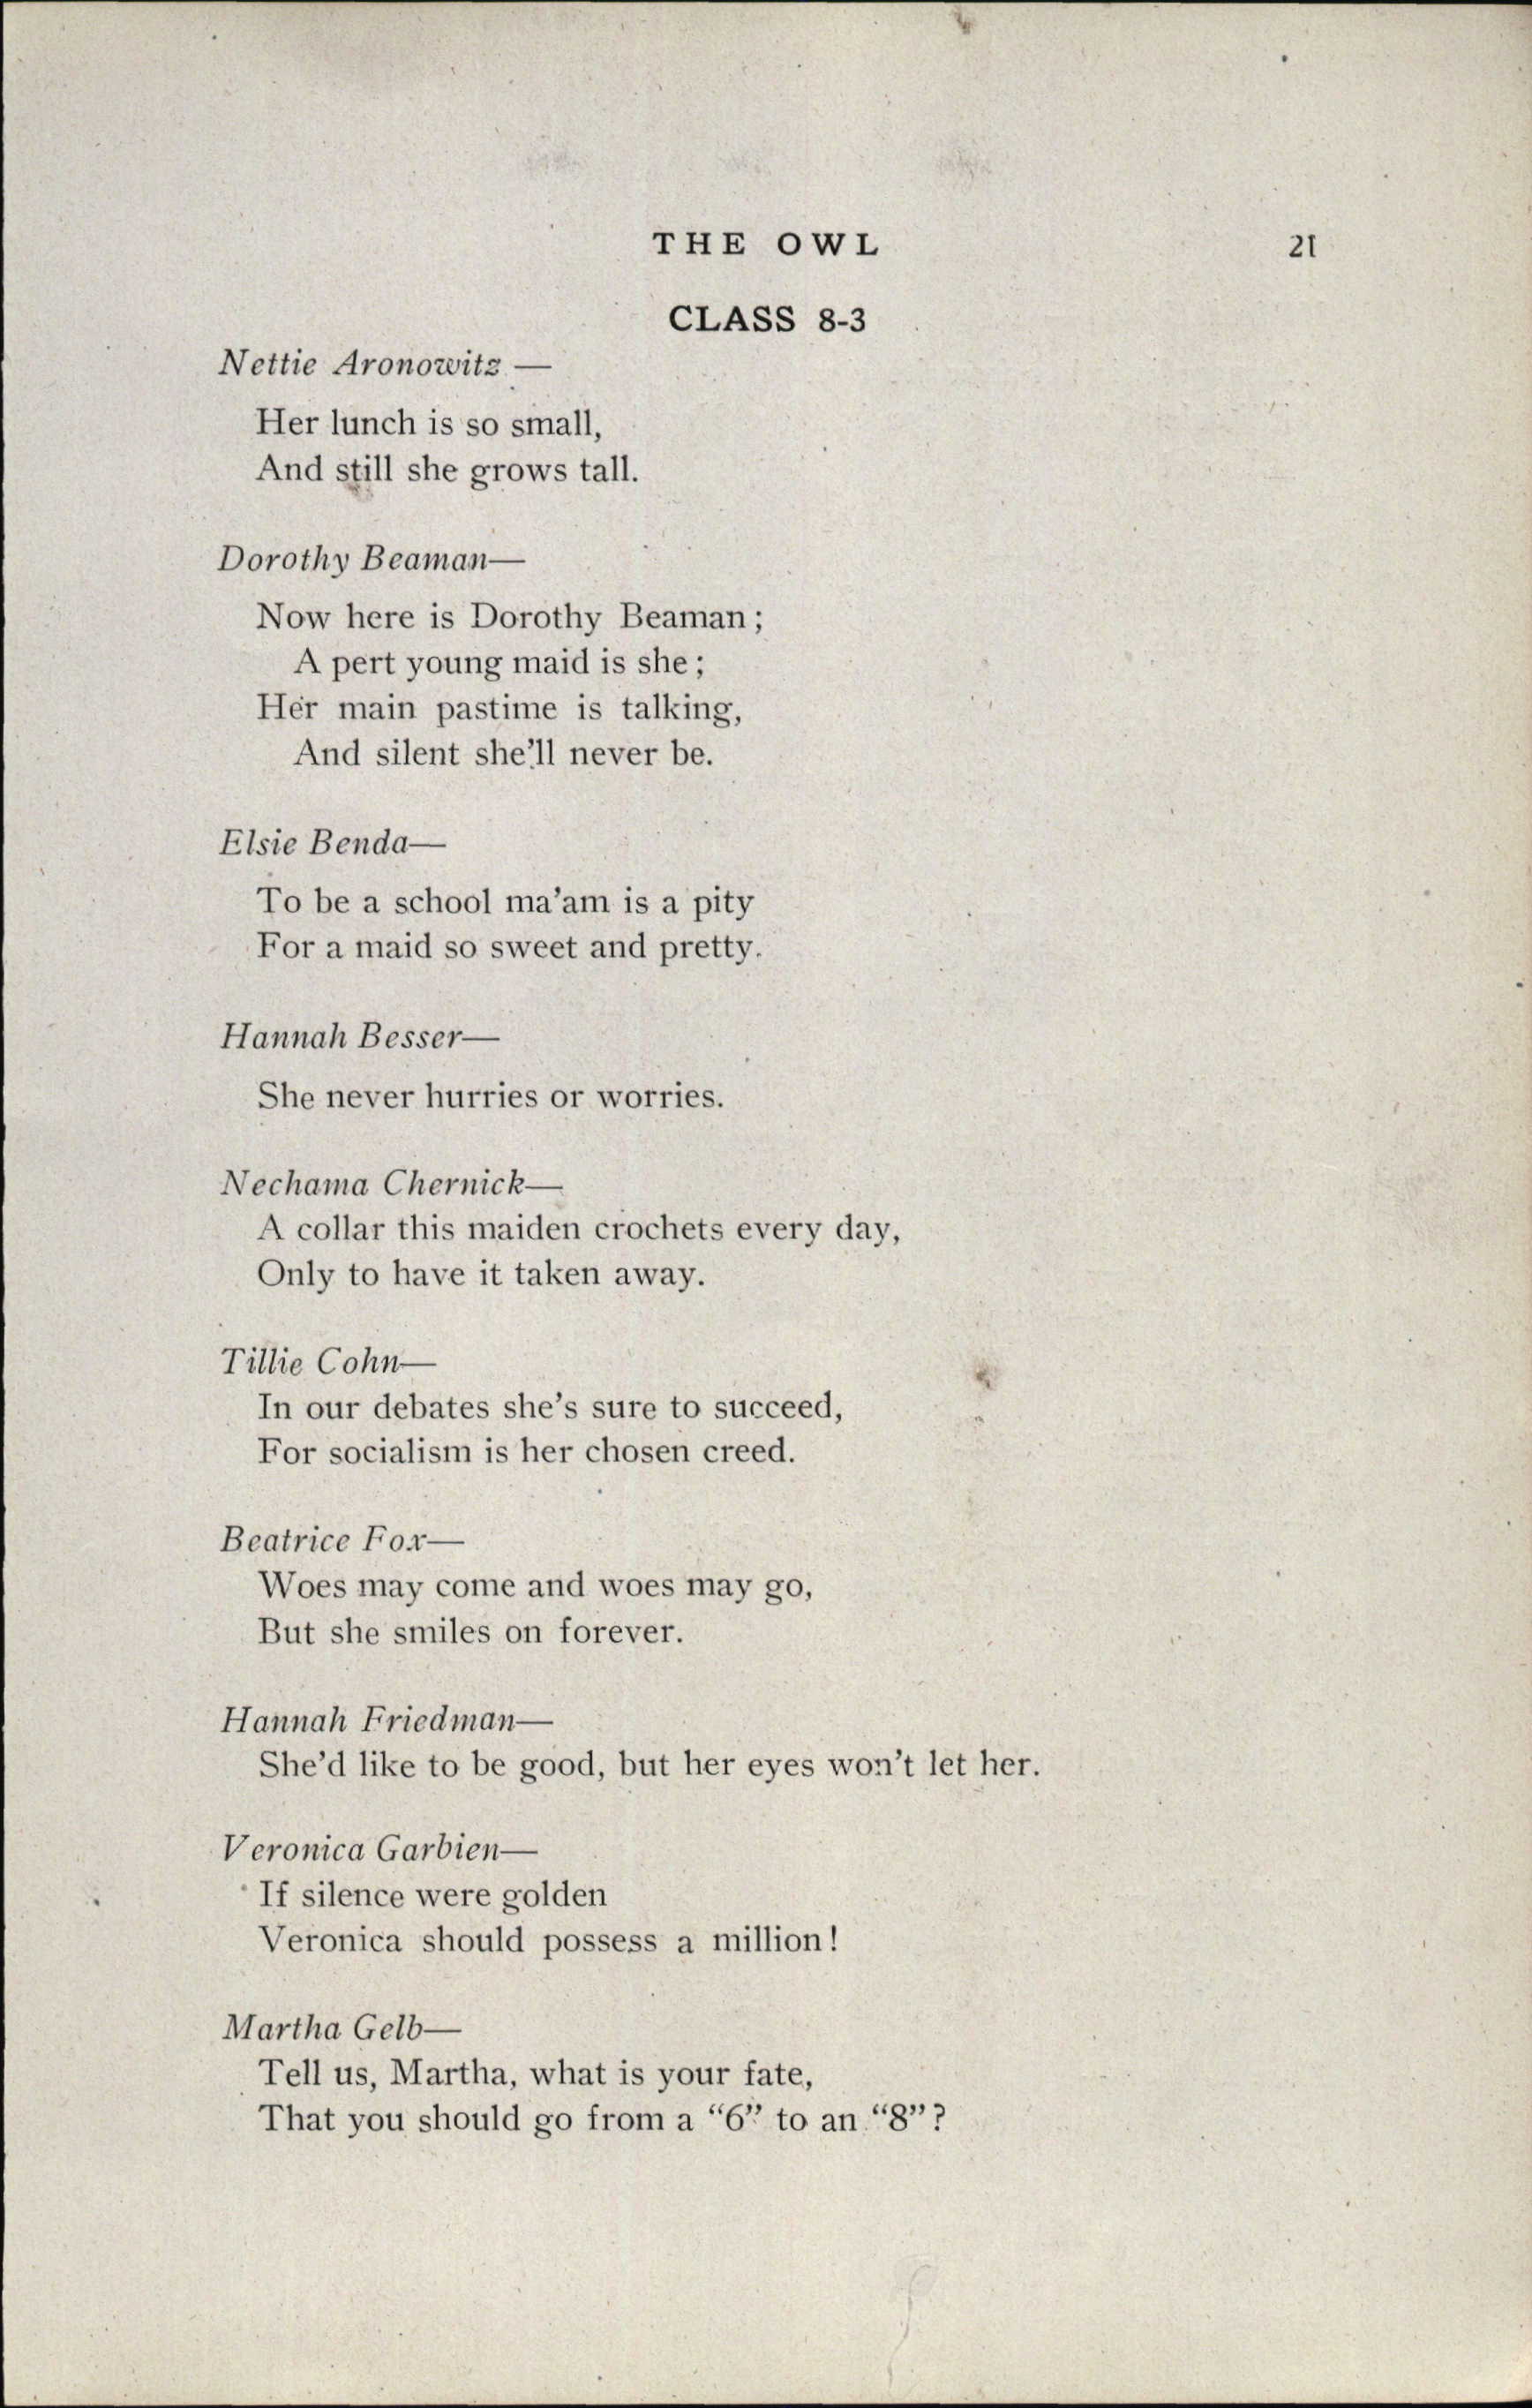 THE OWL
21
CLASS 8-3
Nettie Aronowitz —
Her lunch is so small,
And still she grows tall.
Dorothy Beaman—
Now here is Dorothy Beaman;
A pert young maid is she;
Her main pastime is talking,
And silent she'll never be.
Elsie Benda—
To be a school ma'am is a pity
For a maid so sweet and pretty.
Hannah Besser—
She never hurries or worries.
Nechama Chernick—
A collar this maiden crochets every day,
Only to have it taken away.
Tillie Cohn—
In our debates she's sure to succeed,
For socialism is her chosen creed.
Beatrice Fox—
Woes may come and woes may go,
But she smiles on forever.
Hannah Friedman—
She'd like to be good, but her eyes won't let her.
Veronica Garbien—
If silence were golden
Veronica should possess a million!
Martha Gelb—
Tell us, Martha, what is your fate,
That you should go from a “6” to an “8”?